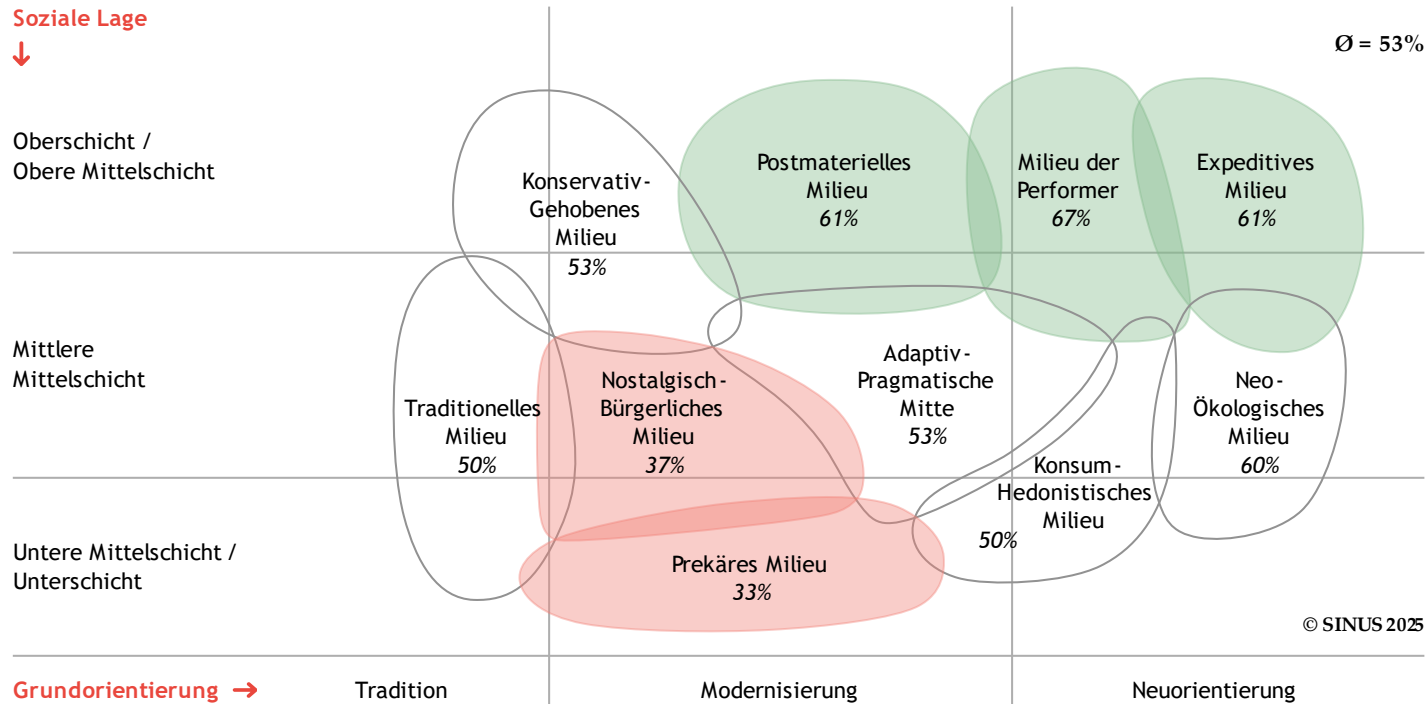 Soziale Lage
↓
Ø = 53%
Oberschicht /
Obere Mittelschicht
Konservativ-
Gehobenes
Milieu
53%
Postmaterielles
Milieu
61%
Milieu der
Performer
67%
Expeditives
Milieu
61%
Mittlere
Mittelschicht
Traditionelles
Milieu
50%
Nostalgisch-
Bürgerliches
Milieu
37%
Adaptiv-
Pragmatische
Mitte
53%
Konsum-
Hedonistisches
Milieu
50%
Neo-
Ökologisches
Milieu
60%
Untere Mittelschicht /
Unterschicht
Prekäres Milieu
33%
© SINUS 2025
Grundorientierung →
Tradition
Modernisierung
Neuorientierung